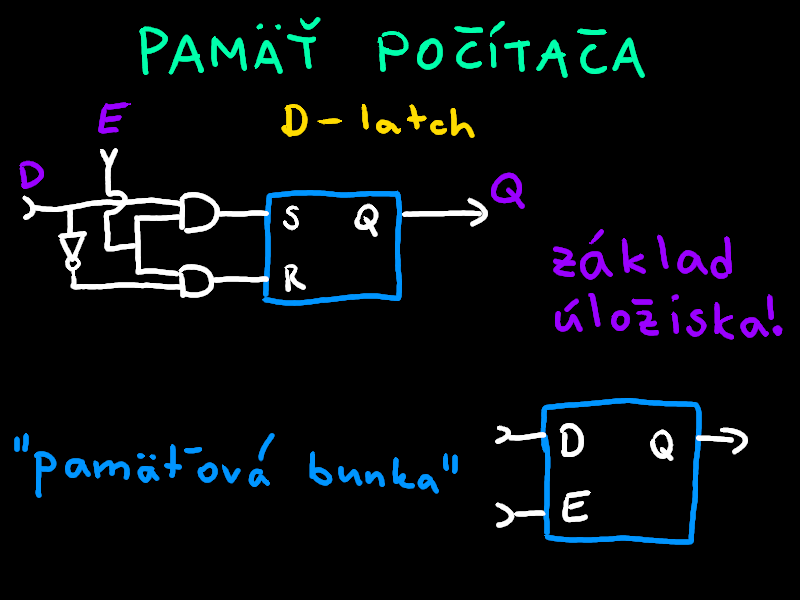 PAMÄŤ POČÍTAČA
D-latch
E
D
S Q
R
Q
základ
úložiska!
"pamäťová bunka"
D Q
E